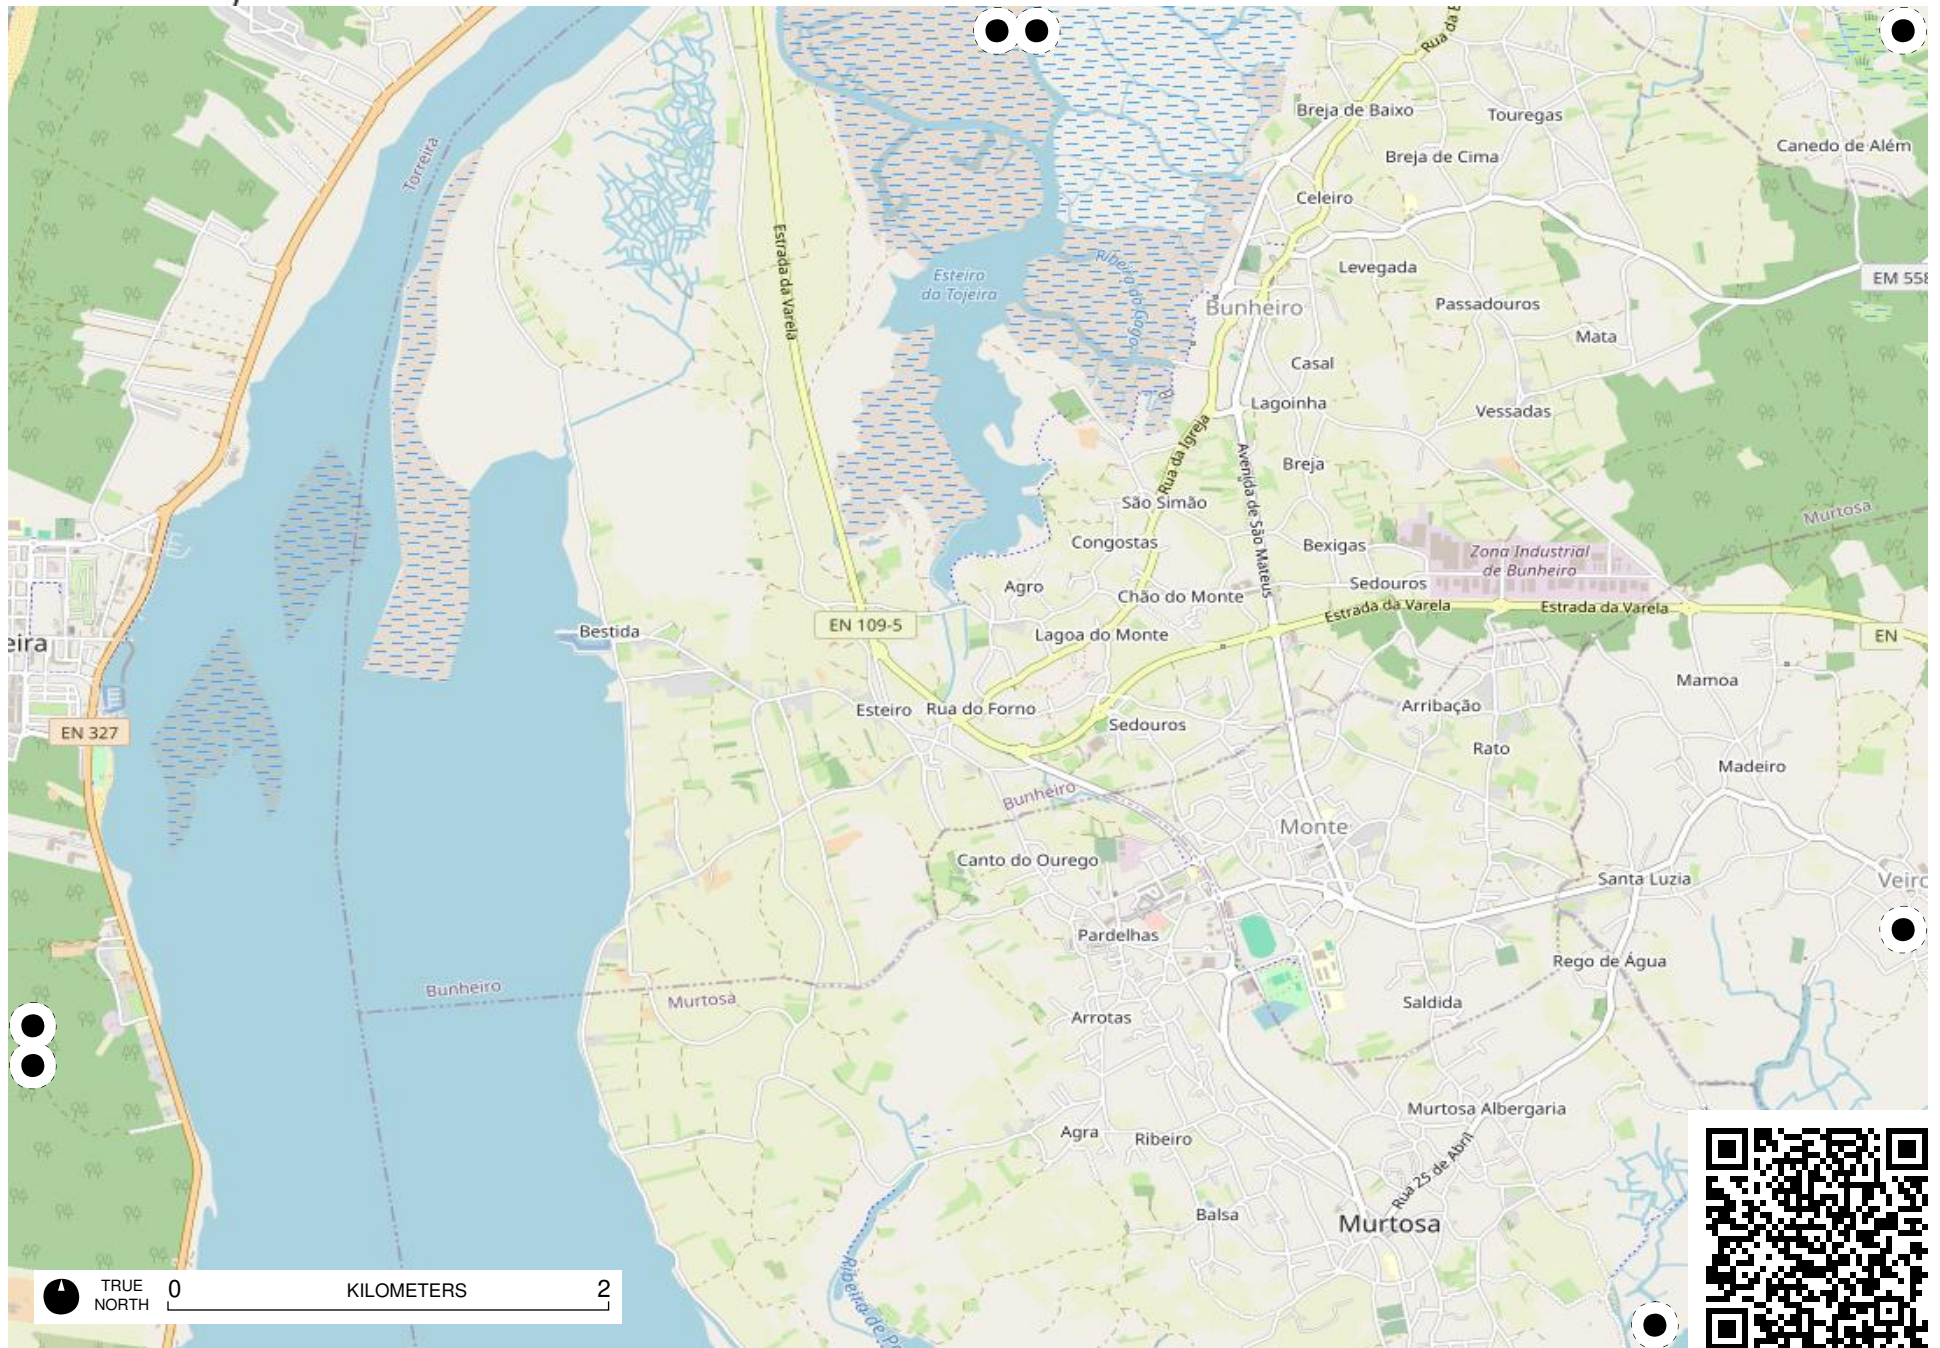 Rua da
Breja de Baixo
Touregas
Torreira
Canedo de Além
Breja de Cima
Celeiro
Estrada da Varela
Ribeiro do Gago
Esteiro
da Tojeira
Levegada
EM 558
Bunheiro
Passadouros
Mata
Casal
Lagoinha
Vessadas
Rua da Igreja
Avenida de São Mateus
Breja
São Simão
Murtosa
Congostas
Bexigas
Zona Industrial
de Bunheiro
Agro
Chão do Monte
Sedouros
Estrada da Varela
Estrada da Varela
EN 109-5
Bestida
Lagoa do Monte
EN
eira
Mamoa
Esteiro
Rua do Forno
Arribação
Sedouros
EN 327
Rato
Madeiro
Bunheiro
Monte
Canto do Ourego
Santa Luzia
Veiro
Pardelhas
Rego de Água
Bunheiro
Murtosa
Saldida
Arrotas
Murtosa Albergaria
Agra
Ribeiro
Rua 25 de Abril
Balsa
Murtosa
Ribeiro de P
TRUE
NORTH
0
KILOMETERS
2